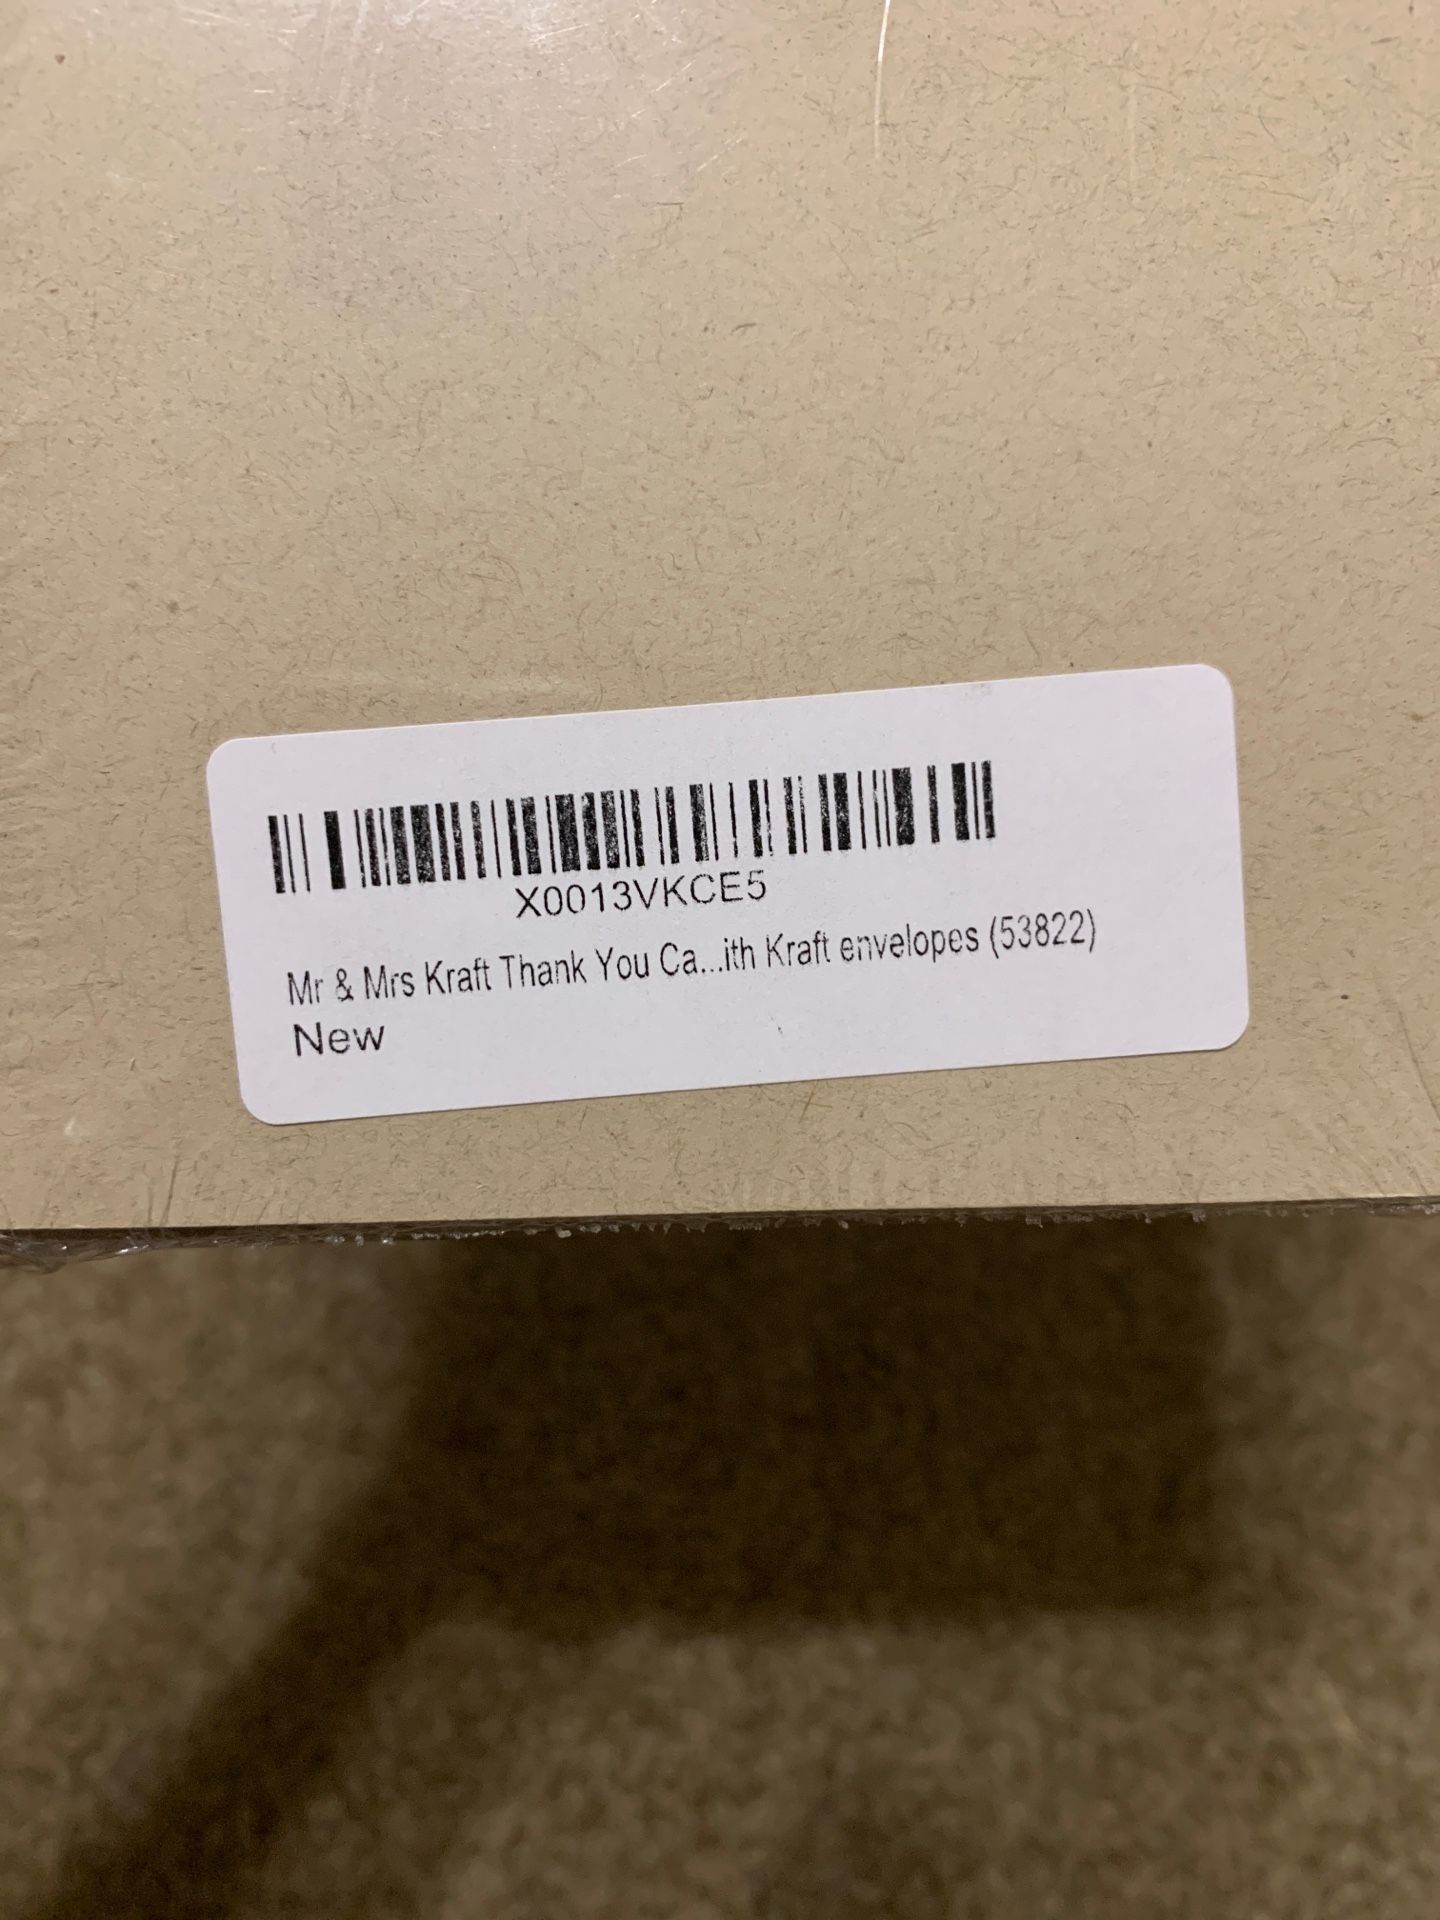 X0013VKCE5
Mr & Mrs Kraft Thank You Ca...ith Kraft envelopes (53822)
New